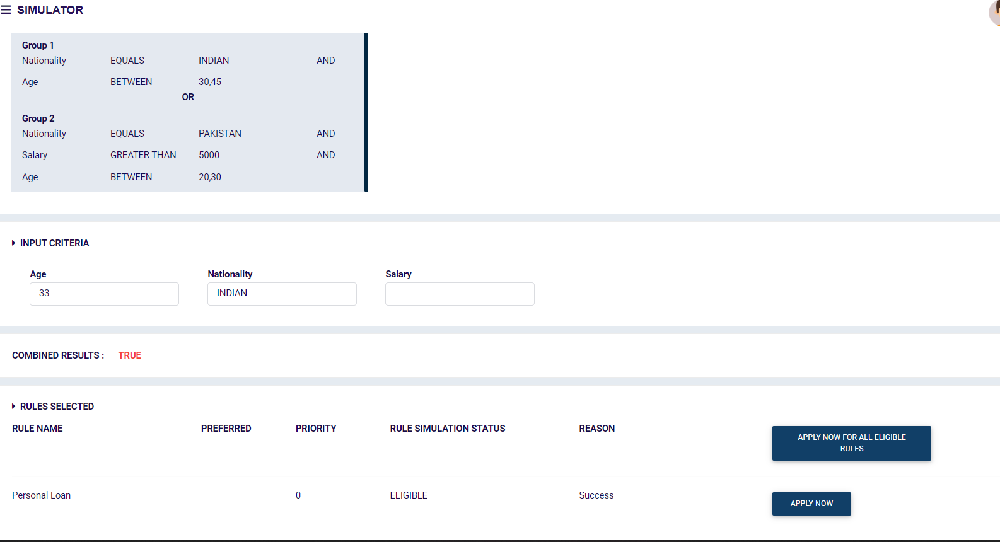 SIMULATOR
Group 1
Nationality EQUALS INDIAN AND
Age BETWEEN 30,45
OR
Group 2
Nationality EQUALS PAKISTAN AND
Salary GREATER THAN 5000 AND
Age BETWEEN 20,30
INPUT CRITERIA
Age Nationality Salary
33 INDIAN
COMBINED RESULTS : TRUE
RULES SELECTED
RULE NAME PREFERRED PRIORITY RULE SIMULATION STATUS REASON
APPLY NOW FOR ALL ELIGIBLE
RULES
Personal Loan 0 ELIGIBLE Success
APPLY NOW